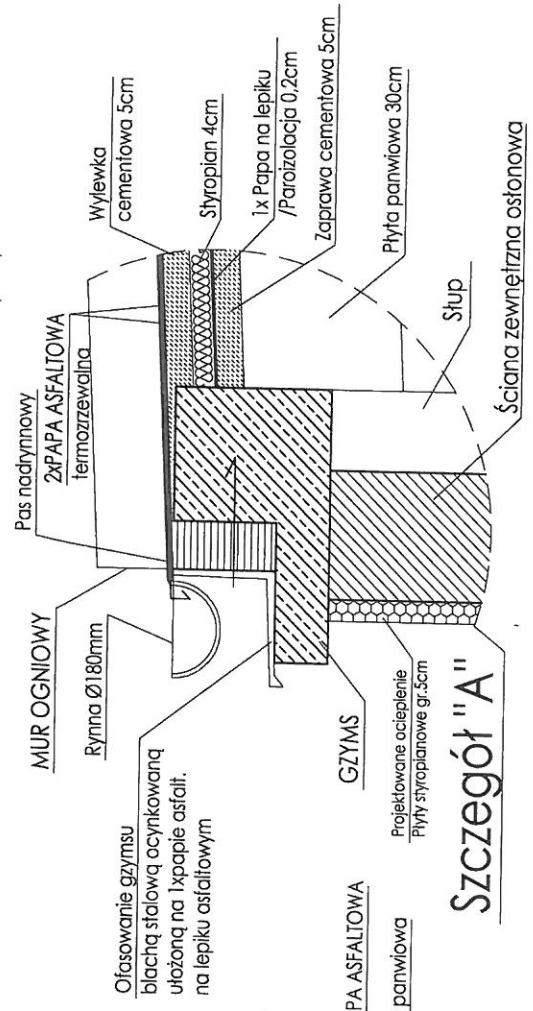 Pas nadrynnowy
2xPAPA ASFALTOWA
termozrzewalna
Wylewka
cementowa 5cm
MUR OGNIOWY
Rynna Ø180mm
Styropian 4cm
1x Papa na lepiku
/Paroizolacja 0,2cm
Zaprawa cementowa 5cm
Płyta panwiowa 30cm
Słup
Ściana zewnętrzna osłonowa
Ofasowanie gzymsu
blachą stalową ocynkowaną
ułożoną na 1xpapie asfalt.
na lepiku asfaltowym
GZYMS
Projektowane ocieplenie
Płyty styropianowe gr.5cm
Szczegół "A"
PA ASFALTOWA
panwiowa